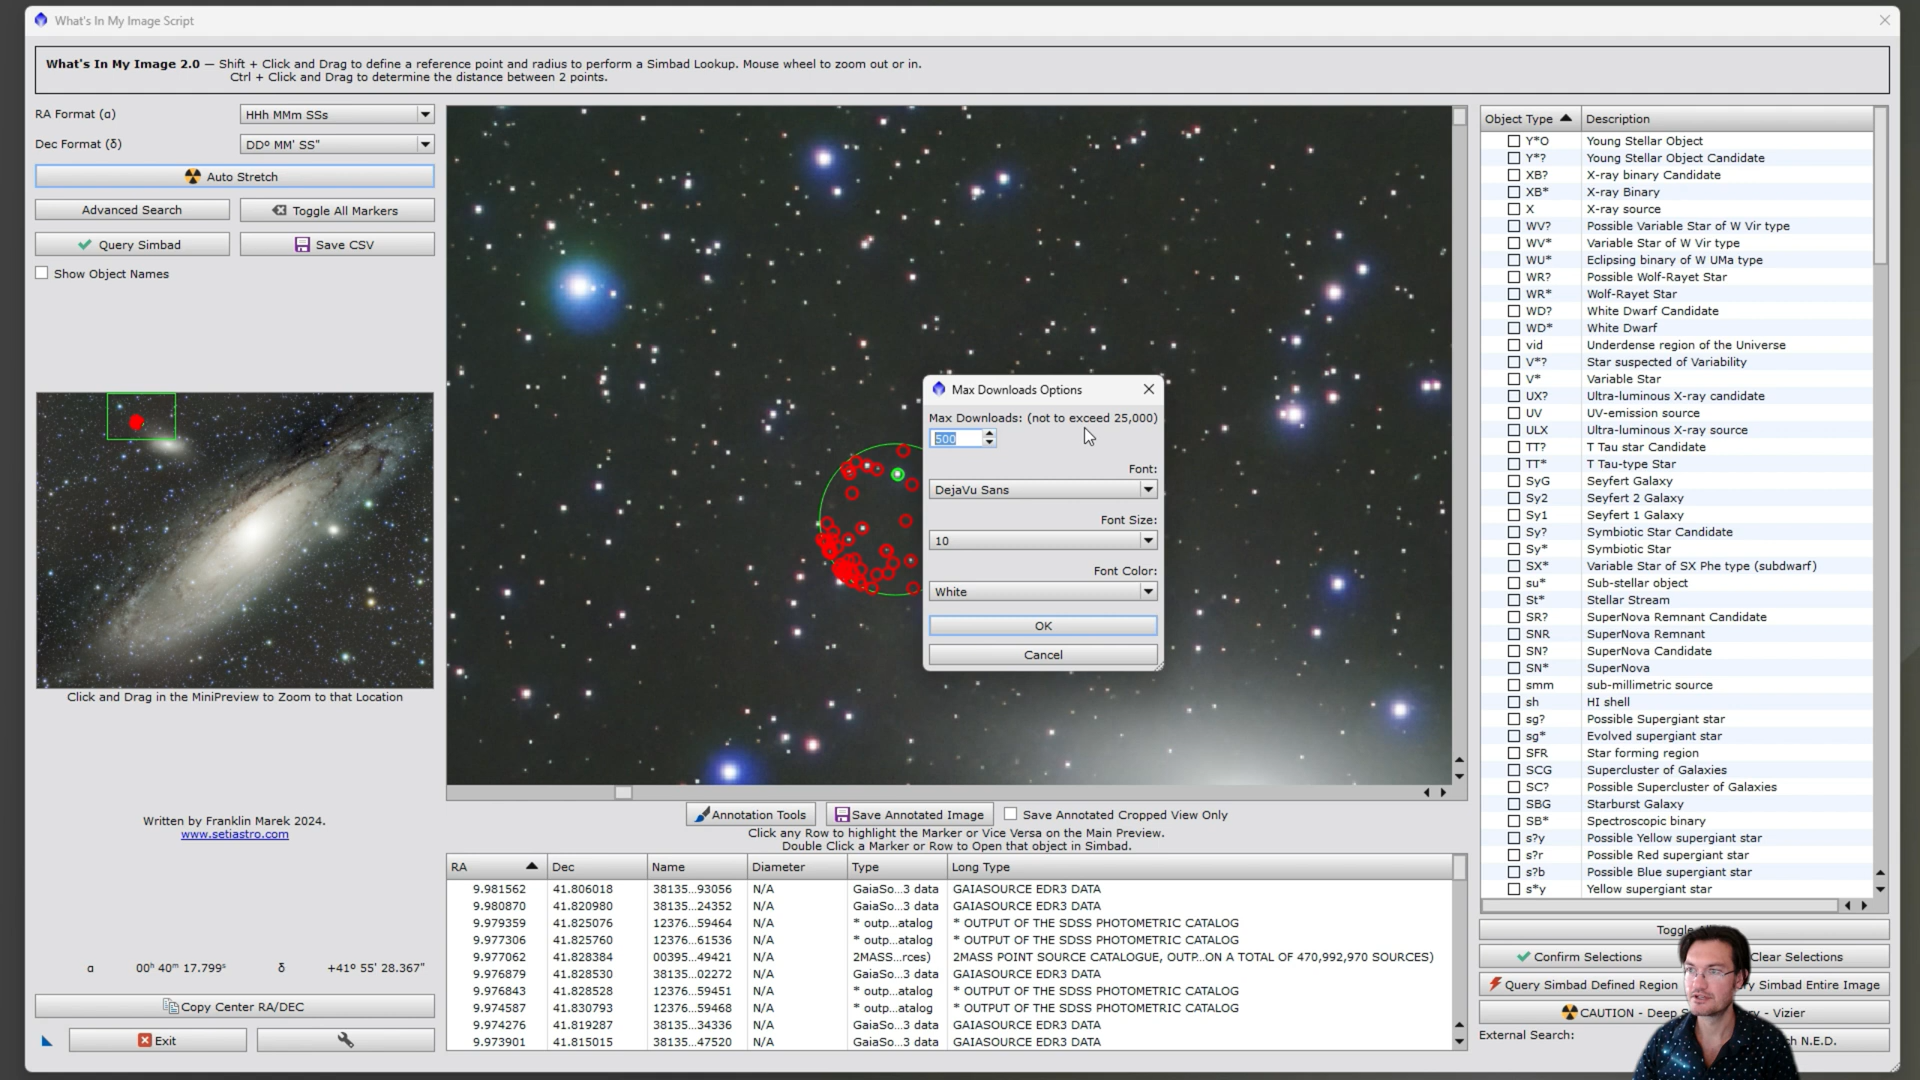 What's In My Image Script
What's In My Image 2.0 — Shift + Click and Drag to define a reference point and radius to perform a Simbad Lookup. Mouse wheel to zoom out or in.
Ctrl + Click and Drag to determine the distance between 2 points.
RA Format (α)
HHh MMm SSs
Dec Format (δ)
DDº MM' SS"
Auto Stretch
Advanced Search
Toggle All Markers
Query Simbad
Save CSV
Show Object Names
Click and Drag in the MiniPreview to Zoom to that Location
Written by Franklin Marek 2024.
www.setiastro.com
α 00ʰ 40ᵐ 17.799ˢ δ +41º 55' 28.367"
Copy Center RA/DEC
Exit
Max Downloads Options
Max Downloads: (not to exceed 25,000)
500
Font:
DejaVu Sans
Font Size:
10
Font Color:
White
OK
Cancel
Annotation Tools
Save Annotated Image
Save Annotated Cropped View Only
Click any Row to highlight the Marker or Vice Versa on the Main Preview.
Double Click a Marker or Row to Open that object in Simbad.
RA Dec Name Diameter Type Long Type
9.981562 41.806018 38135...93056 N/A GaiaSo...3 data GAIASOURCE EDR3 DATA
9.980870 41.820980 38135...24352 N/A GaiaSo...3 data GAIASOURCE EDR3 DATA
9.979359 41.825076 12376...59464 N/A * outp...atalog * OUTPUT OF THE SDSS PHOTOMETRIC CATALOG
9.977306 41.825760 12376...61536 N/A * outp...atalog * OUTPUT OF THE SDSS PHOTOMETRIC CATALOG
9.977062 41.828384 00395...49421 N/A 2MASS...rces) 2MASS POINT SOURCE CATALOGUE, OUTP...ON A TOTAL OF 470,992,970 SOURCES)
9.976879 41.828530 38135...02272 N/A GaiaSo...3 data GAIASOURCE EDR3 DATA
9.976843 41.828528 12376...59451 N/A * outp...atalog * OUTPUT OF THE SDSS PHOTOMETRIC CATALOG
9.974587 41.830793 12376...59468 N/A * outp...atalog * OUTPUT OF THE SDSS PHOTOMETRIC CATALOG
9.974276 41.819287 38135...34336 N/A GaiaSo...3 data GAIASOURCE EDR3 DATA
9.973901 41.815015 38135...47520 N/A GaiaSo...3 data GAIASOURCE EDR3 DATA
Object Type Description
Y*O Young Stellar Object
Y*? Young Stellar Object Candidate
XB? X-ray binary Candidate
XB* X-ray Binary
X X-ray source
WV? Possible Variable Star of W Vir type
WV* Variable Star of W Vir type
WU* Eclipsing binary of W UMa type
WR? Possible Wolf-Rayet Star
WR* Wolf-Rayet Star
WD? White Dwarf Candidate
WD* White Dwarf
vid Underdense region of the Universe
V*? Star suspected of Variability
V* Variable Star
UX? Ultra-luminous X-ray candidate
UV UV-emission source
ULX Ultra-luminous X-ray source
TT? T Tau star Candidate
TT* T Tau-type Star
SyG Seyfert Galaxy
Sy2 Seyfert 2 Galaxy
Sy1 Seyfert 1 Galaxy
Sy? Symbiotic Star Candidate
Sy* Symbiotic Star
SX* Variable Star of SX Phe type (subdwarf)
su* Sub-stellar object
St* Stellar Stream
SR? SuperNova Remnant Candidate
SNR SuperNova Remnant
SN? SuperNova Candidate
SN* SuperNova
smm sub-millimetric source
sh HI shell
sg? Possible Supergiant star
sg* Evolved supergiant star
SFR Star forming region
SCG Supercluster of Galaxies
SC? Possible Supercluster of Galaxies
SBG Starburst Galaxy
SB* Spectroscopic binary
s?y Possible Yellow supergiant star
s?r Possible Red supergiant star
s?b Possible Blue supergiant star
s*y Yellow supergiant star
Toggle
Confirm Selections
Clear Selections
Query Simbad Defined Region
Simbad Entire Image
CAUTION - Deep - Vizier
External Search:
N.E.D.